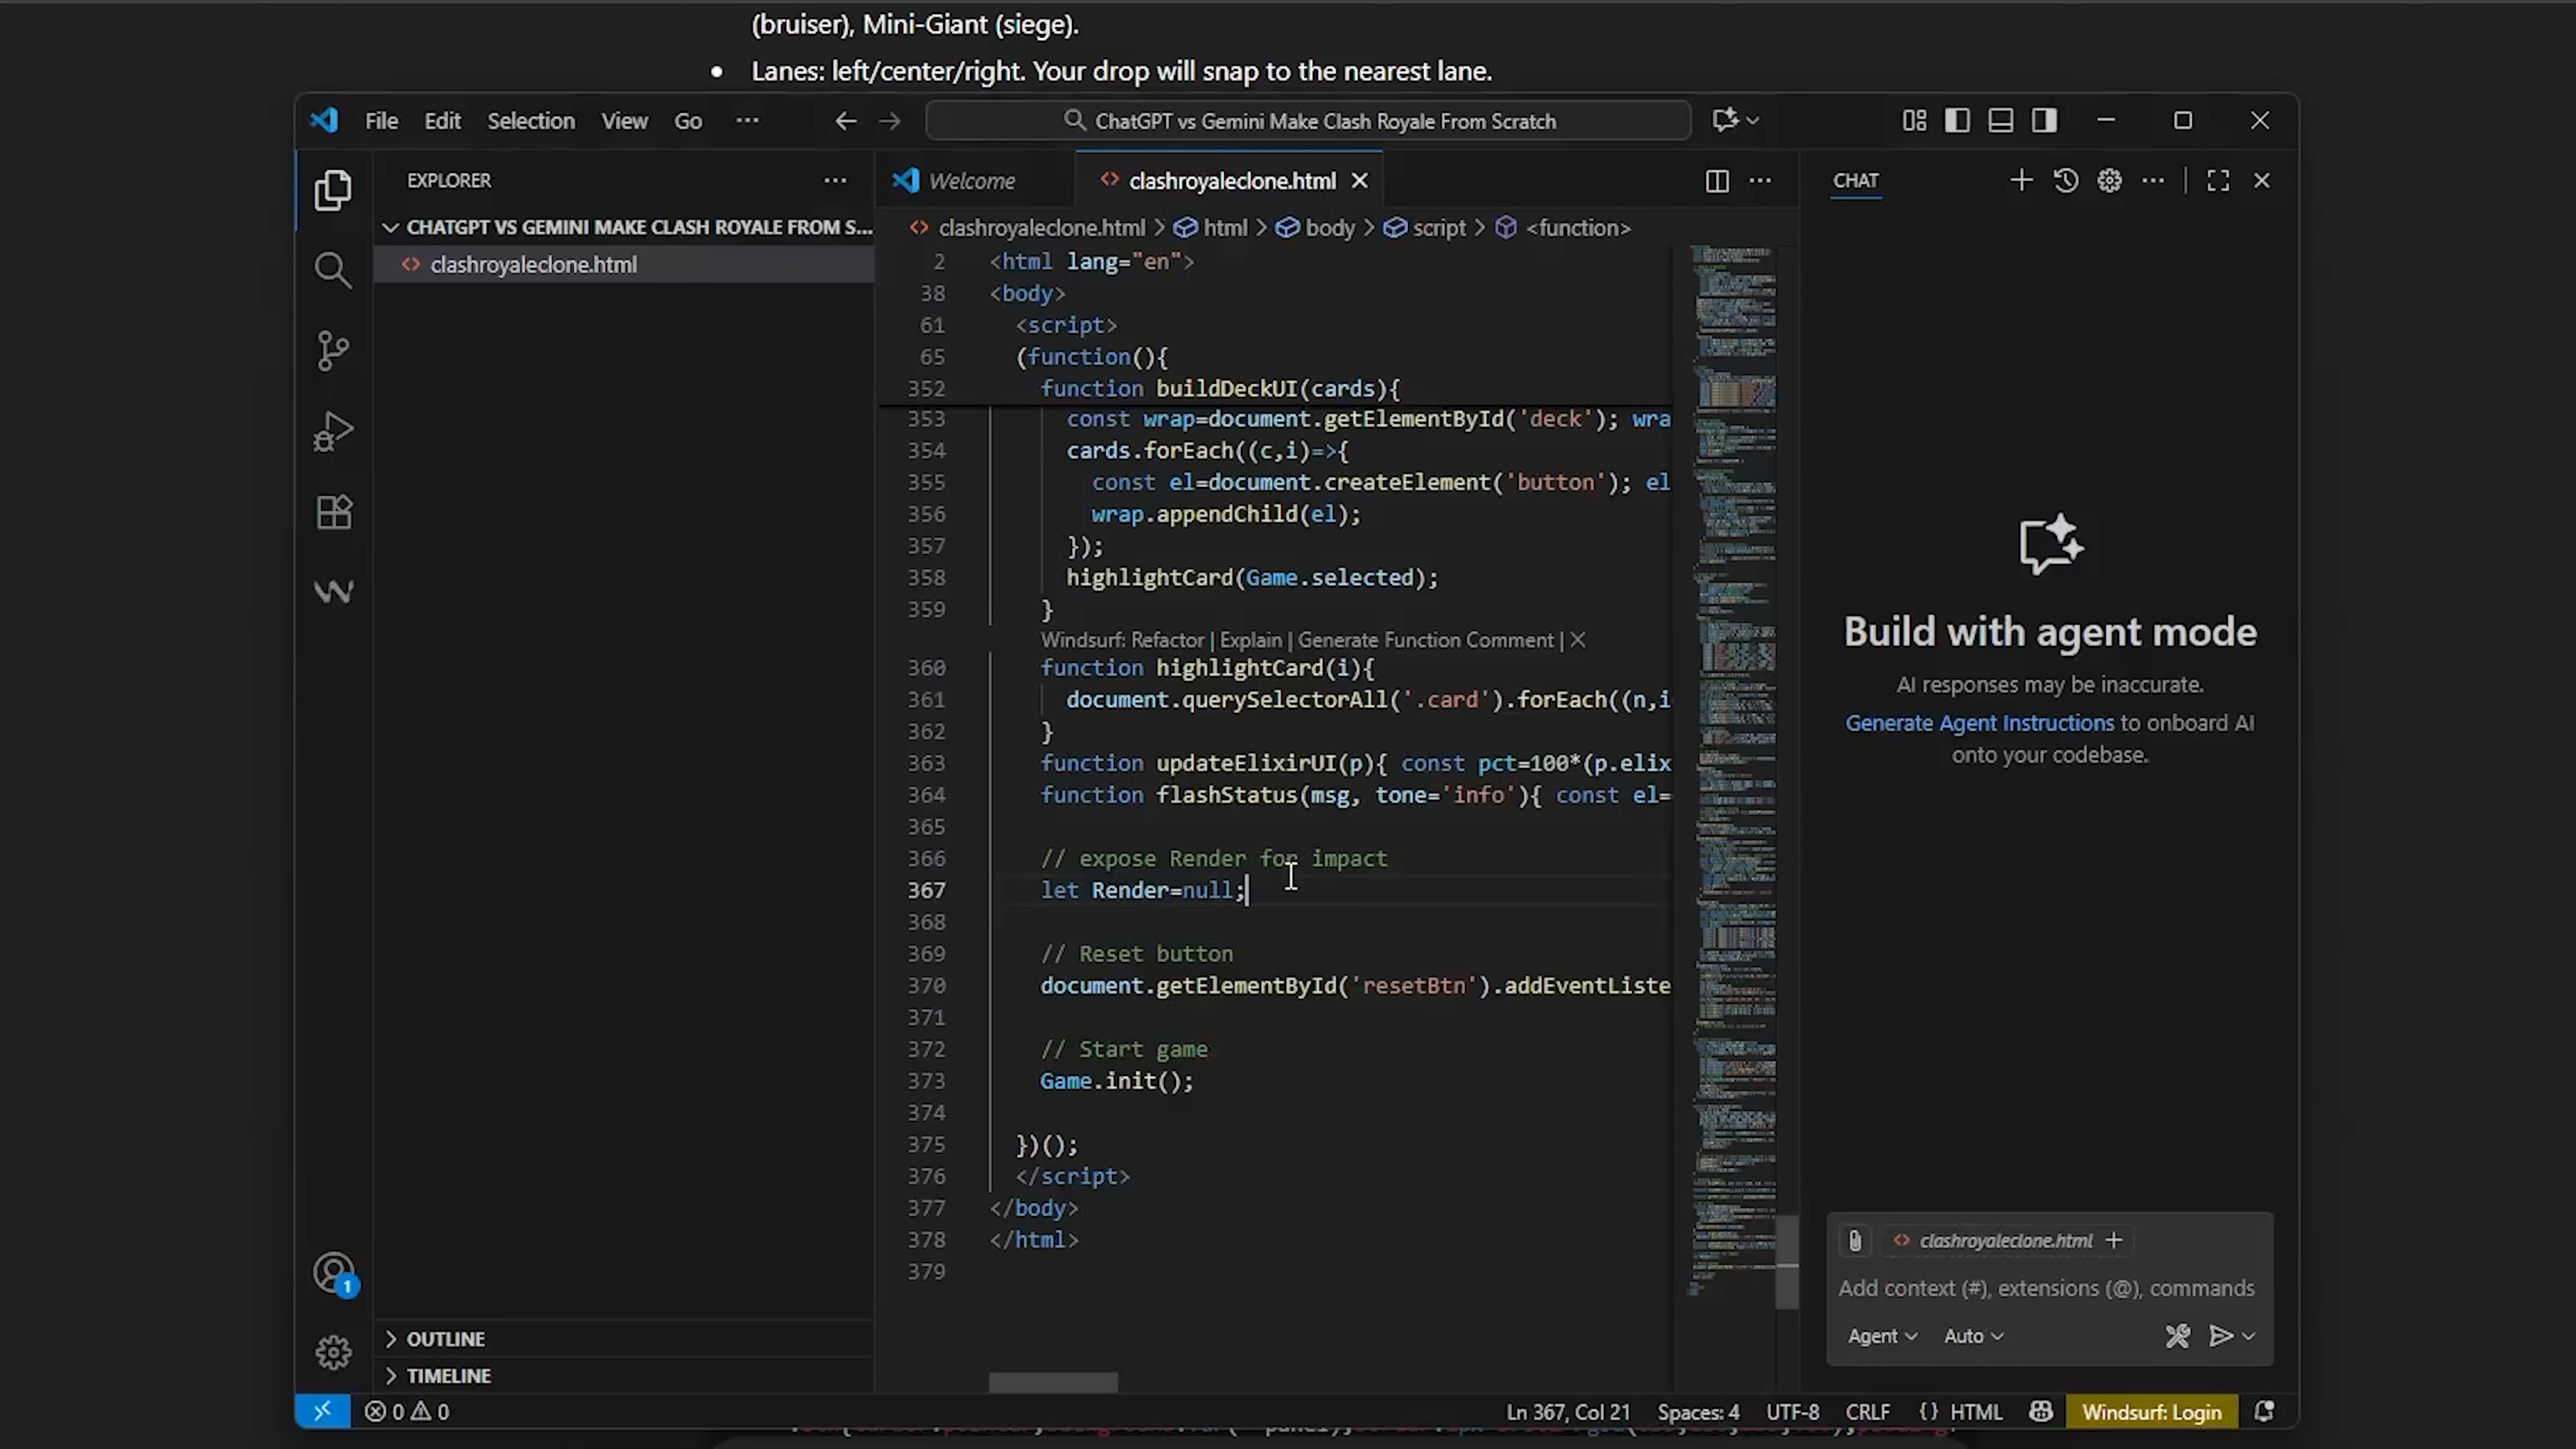 (bruiser), Mini-Giant (siege).
• Lanes: left/center/right. Your drop will snap to the nearest lane.
File Edit Selection View Go ··· ChatGPT vs Gemini Make Clash Royale From Scratch
EXPLORER
CHATGPT VS GEMINI MAKE CLASH ROYALE FROM S...
clashroyaleclone.html
OUTLINE
TIMELINE
Welcome clashroyaleclone.html
clashroyaleclone.html > html > body > script > <function>
2 <html lang="en">
38 <body>
61 <script>
65 (function(){
352 function buildDeckUI(cards){
353 const wrap=document.getElementById('deck'); wra
354 cards.forEach((c,i)=>{
355 const el=document.createElement('button'); el
356 wrap.appendChild(el);
357 });
358 highlightCard(Game.selected);
359 }
Windsurf: Refactor | Explain | Generate Function Comment | X
360 function highlightCard(i){
361 document.querySelectorAll('.card').forEach((n,i
362 }
363 function updateElixirUI(p){ const pct=100*(p.elix
364 function flashStatus(msg, tone='info'){ const el=
365
366 // expose Render for impact
367 let Render=null;
368
369 // Reset button
370 document.getElementById('resetBtn').addEventListe
371
372 // Start game
373 Game.init();
374
375 })();
376 </script>
377 </body>
378 </html>
379
CHAT
Build with agent mode
AI responses may be inaccurate.
Generate Agent Instructions to onboard AI
onto your codebase.
clashroyaleclone.html +
Add context (#), extensions (@), commands
Agent Auto
1
0 0 Ln 367, Col 21 Spaces: 4 UTF-8 CRLF {} HTML Windsurf: Login